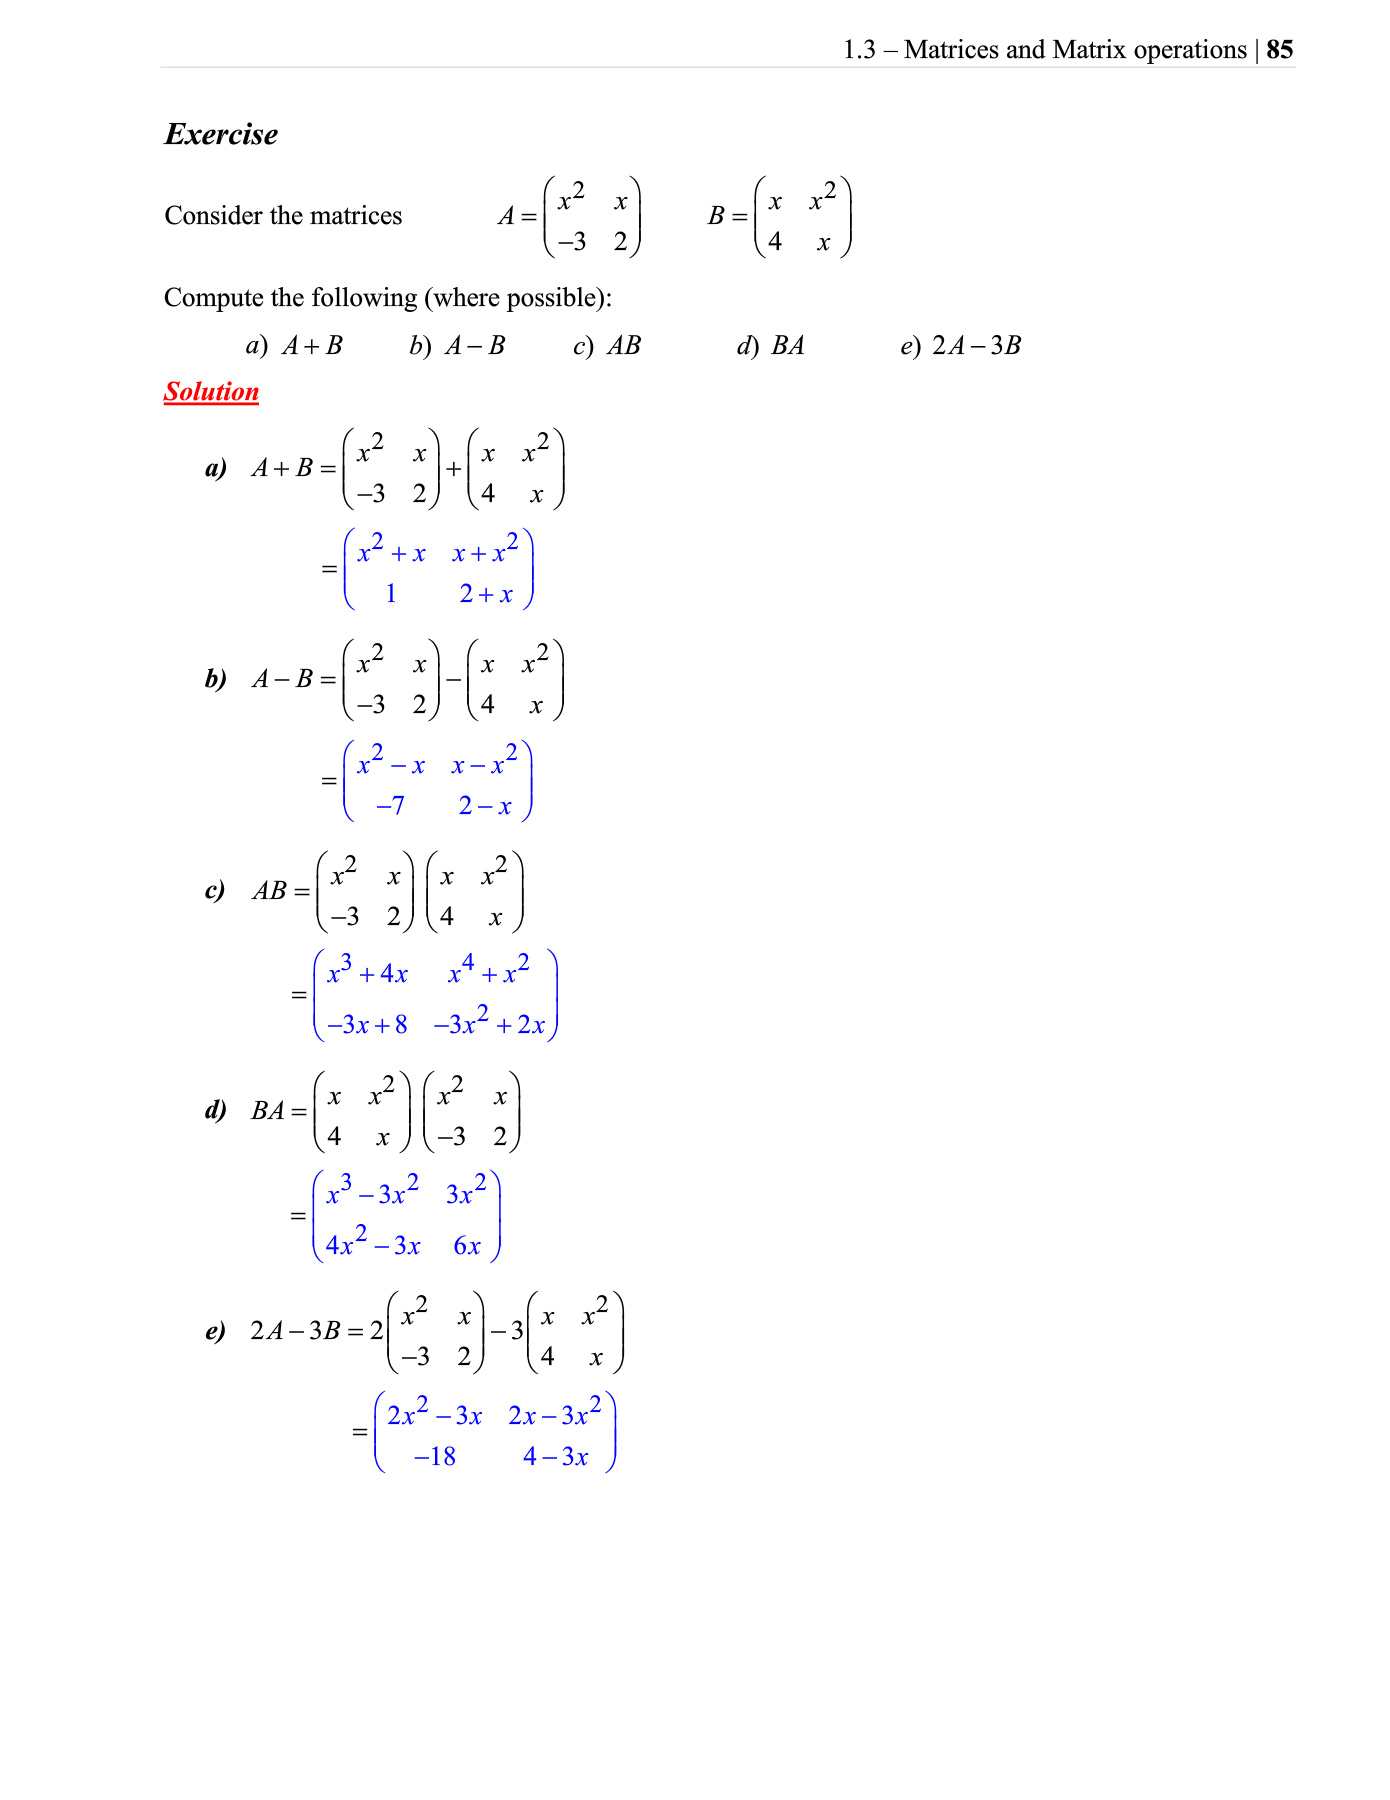 1.3 – Matrices and Matrix operations | 85
Exercise
Consider the matrices A = \begin{pmatrix} x^2 & x \\ -3 & 2 \end{pmatrix} B = \begin{pmatrix} x & x^2 \\ 4 & x \end{pmatrix}
Compute the following (where possible):
a) A + B b) A − B c) AB d) BA e) 2A − 3B
Solution
a) A + B = \begin{pmatrix} x^2 & x \\ -3 & 2 \end{pmatrix} + \begin{pmatrix} x & x^2 \\ 4 & x \end{pmatrix}
= \begin{pmatrix} x^2 + x & x + x^2 \\ 1 & 2 + x \end{pmatrix}
b) A − B = \begin{pmatrix} x^2 & x \\ -3 & 2 \end{pmatrix} − \begin{pmatrix} x & x^2 \\ 4 & x \end{pmatrix}
= \begin{pmatrix} x^2 - x & x - x^2 \\ -7 & 2 - x \end{pmatrix}
c) AB = \begin{pmatrix} x^2 & x \\ -3 & 2 \end{pmatrix} \begin{pmatrix} x & x^2 \\ 4 & x \end{pmatrix}
= \begin{pmatrix} x^3 + 4x & x^4 + x^2 \\ -3x + 8 & -3x^2 + 2x \end{pmatrix}
d) BA = \begin{pmatrix} x & x^2 \\ 4 & x \end{pmatrix} \begin{pmatrix} x^2 & x \\ -3 & 2 \end{pmatrix}
= \begin{pmatrix} x^3 - 3x^2 & 3x^2 \\ 4x^2 - 3x & 6x \end{pmatrix}
e) 2A − 3B = 2 \begin{pmatrix} x^2 & x \\ -3 & 2 \end{pmatrix} − 3 \begin{pmatrix} x & x^2 \\ 4 & x \end{pmatrix}
= \begin{pmatrix} 2x^2 - 3x & 2x - 3x^2 \\ -18 & 4 - 3x \end{pmatrix}